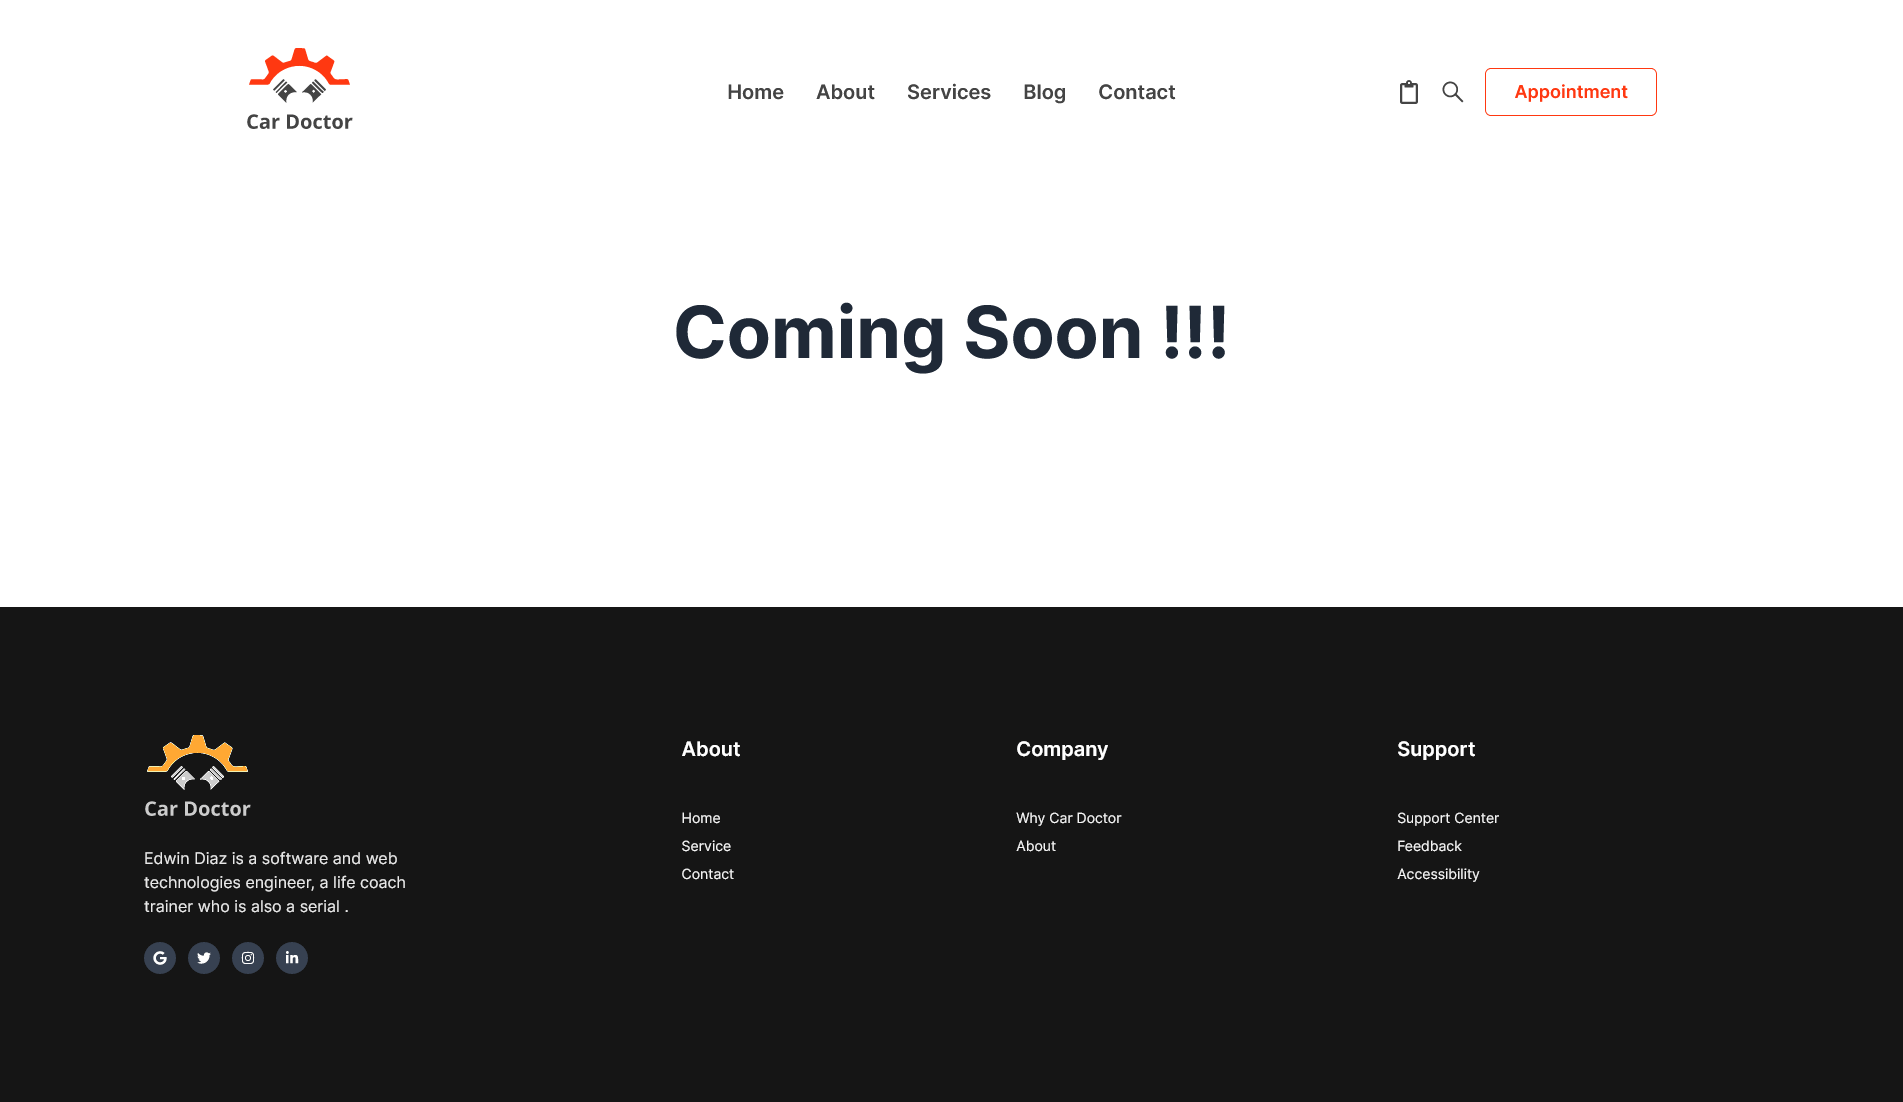 Car Doctor
Home About Services Blog Contact
Appointment
Coming Soon !!!
Car Doctor
Edwin Diaz is a software and web
technologies engineer, a life coach
trainer who is also a serial .
About
Home
Service
Contact
Company
Why Car Doctor
About
Support
Support Center
Feedback
Accessibility